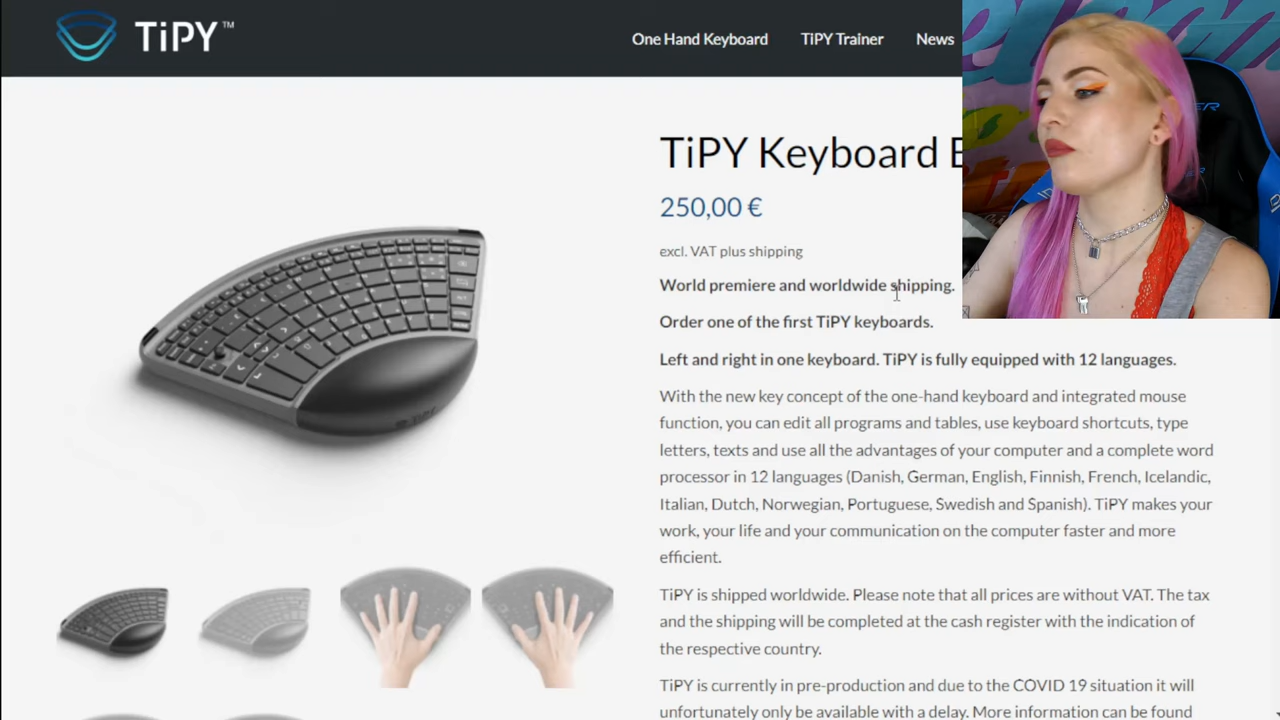 TiPY™
One Hand Keyboard
TiPY Trainer
News
TiPY Keyboard
250,00 €
excl. VAT plus shipping
World premiere and worldwide shipping.
Order one of the first TiPY keyboards.
Left and right in one keyboard. TiPY is fully equipped with 12 languages.
With the new key concept of the one-hand keyboard and integrated mouse
function, you can edit all programs and tables, use keyboard shortcuts, type
letters, texts and use all the advantages of your computer and a complete word
processor in 12 languages (Danish, German, English, Finnish, French, Icelandic,
Italian, Dutch, Norwegian, Portuguese, Swedish and Spanish). TiPY makes your
work, your life and your communication on the computer faster and more
efficient.
TiPY is shipped worldwide. Please note that all prices are without VAT. The tax
and the shipping will be completed at the cash register with the indication of
the respective country.
TiPY is currently in pre-production and due to the COVID 19 situation it will
unfortunately only be available with a delay. More information can be found